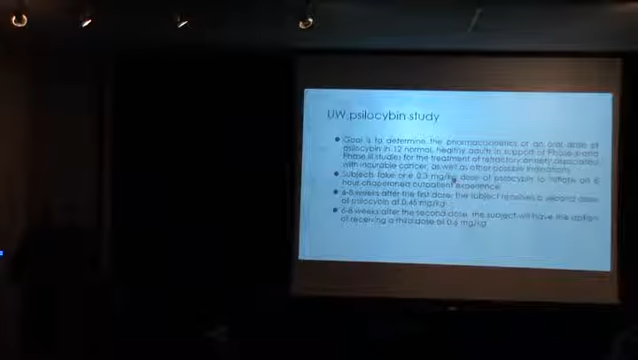 UW psilocybin study
Goal is to determine the pharmacokinetics of an oral dose of
psilocybin in 12 normal, healthy adults in support of Phase II and
Phase III studies for the treatment of refractory anxiety associated
with incurable cancer, as well as other possible indications.
Subjects take one 0.3 mg/kg dose of psilocybin to initiate an 8
hour chaperoned outpatient experience
6-8 weeks after the first dose, the subject receives a second dose
of psilocybin at 0.45 mg/kg
6-8 weeks after the second dose, the subject will have the option
of receiving a third dose of 0.6 mg/kg